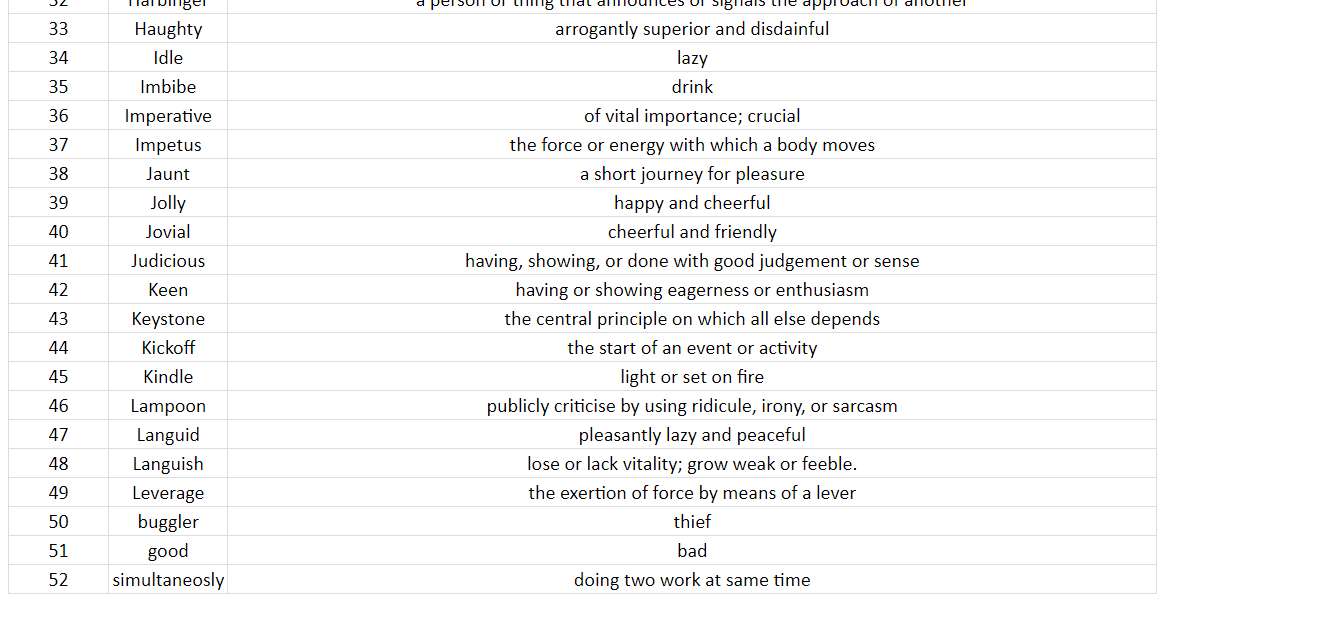 32 Harbinger a person or thing that announces or signals the approach of another
33 Haughty arrogantly superior and disdainful
34 Idle lazy
35 Imbibe drink
36 Imperative of vital importance; crucial
37 Impetus the force or energy with which a body moves
38 Jaunt a short journey for pleasure
39 Jolly happy and cheerful
40 Jovial cheerful and friendly
41 Judicious having, showing, or done with good judgement or sense
42 Keen having or showing eagerness or enthusiasm
43 Keystone the central principle on which all else depends
44 Kickoff the start of an event or activity
45 Kindle light or set on fire
46 Lampoon publicly criticise by using ridicule, irony, or sarcasm
47 Languid pleasantly lazy and peaceful
48 Languish lose or lack vitality; grow weak or feeble.
49 Leverage the exertion of force by means of a lever
50 buggler thief
51 good bad
52 simultaneosly doing two work at same time